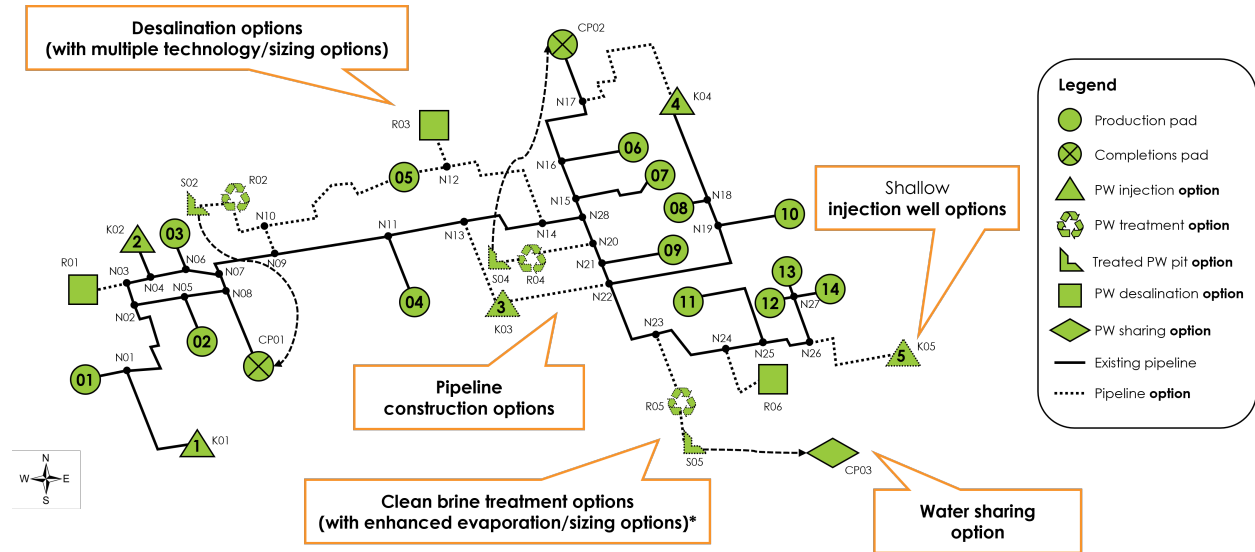 Desalination options
(with multiple technology/sizing options)
CP02
Legend
Production pad
Completions pad
PW injection option
PW treatment option
Treated PW pit option
PW desalination option
PW sharing option
Existing pipeline
Pipeline option
N17
4
K04
R03
N12
05
N16
06
07
N15
N28
08
N18
N19
10
Shallow
injection well options
S02
R02
N10
N09
N11
N13
N14
N20
N21
09
N22
S04
R04
3
K03
04
K02
2
03
N06
N07
R01
N03
N04
N05
N08
N02
02
CP01
01
N01
1
K01
11
N23
N24
N25
13
12
14
N27
N26
5
K05
R06
R05
S05
CP03
Pipeline
construction options
Clean brine treatment options
(with enhanced evaporation/sizing options)*
Water sharing
option
N
W
E
S